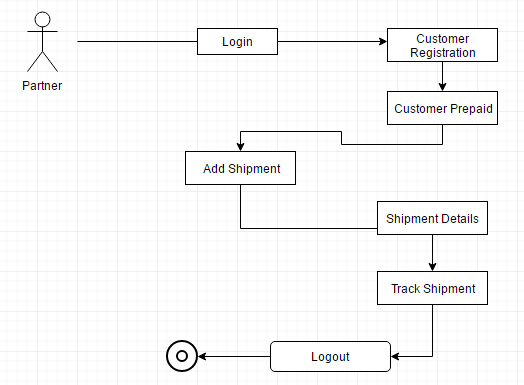 Partner
Login
Customer
Registration
Customer Prepaid
Add Shipment
Shipment Details
Track Shipment
Logout